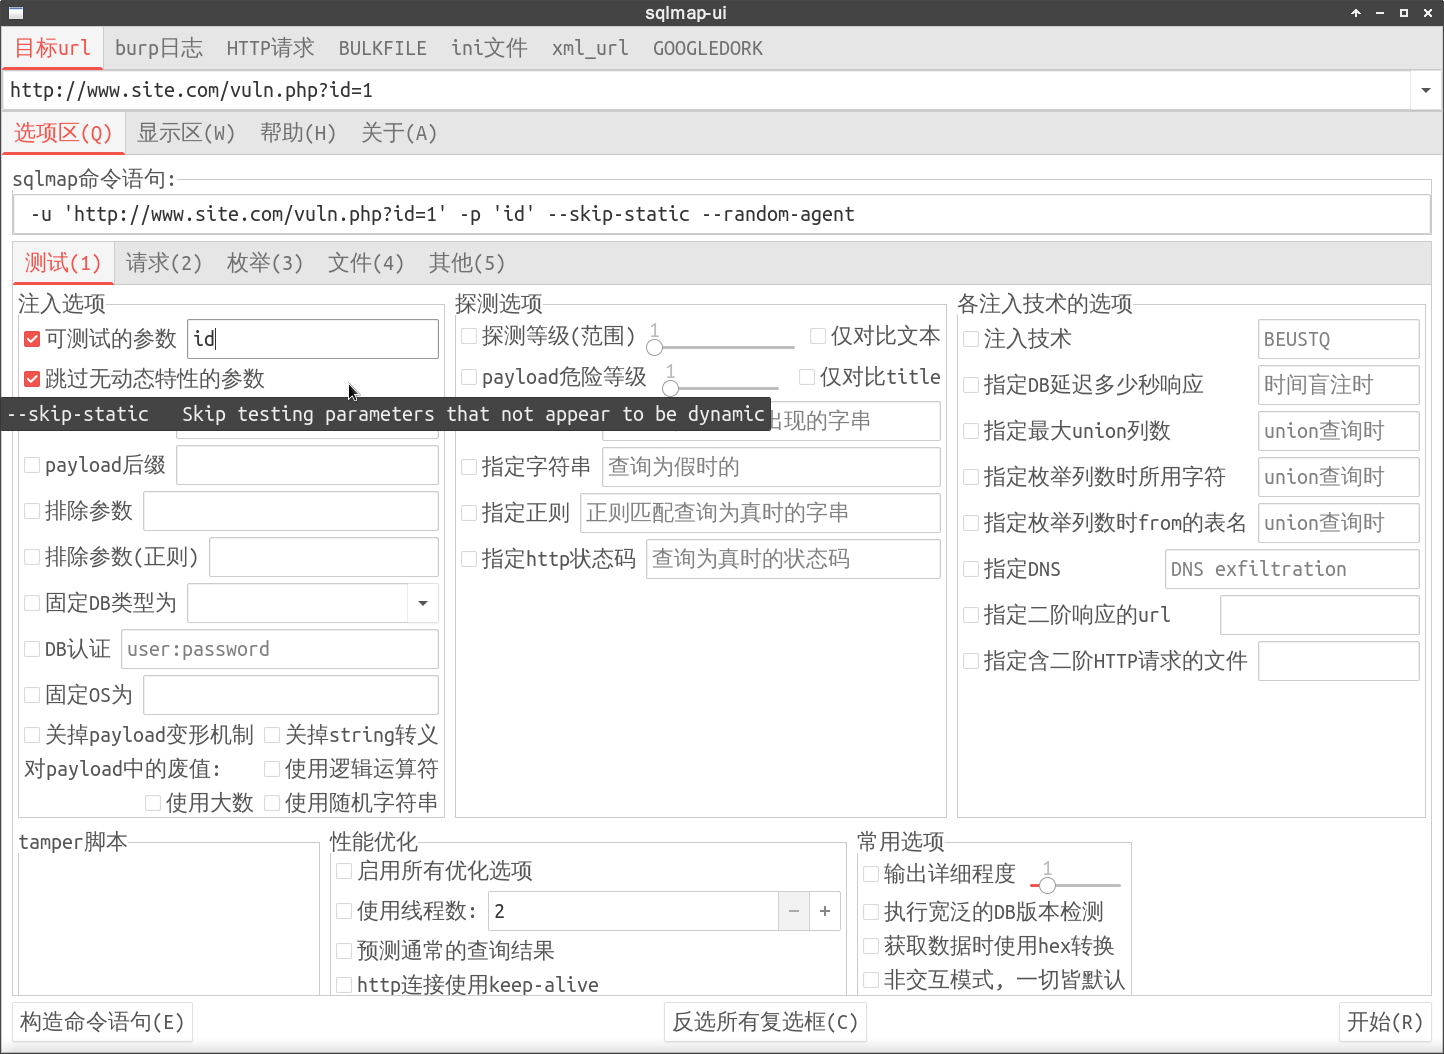 sqlmap-ui
目标url burp日志 HTTP请求 BULKFILE ini文件 xml_url GOOGLEDORK
http://www.site.com/vuln.php?id=1
选项区(Q) 显示区(W) 帮助(H) 关于(A)
sqlmap命令语句:
-u 'http://www.site.com/vuln.php?id=1' -p 'id' --skip-static --random-agent
测试(1) 请求(2) 枚举(3) 文件(4) 其他(5)
注入选项
可测试的参数 id
跳过无动态特性的参数
--skip-static Skip testing parameters that not appear to be dynamic
payload后缀
排除参数
排除参数(正则)
固定DB类型为
DB认证 user:password
固定OS为
关掉payload变形机制 关掉string转义
对payload中的废值: 使用逻辑运算符
使用大数 使用随机字符串
探测选项
探测等级(范围) 1 仅对比文本
payload危险等级 1 仅对比title
出现的字串
指定字符串 查询为假时的
指定正则 正则匹配查询为真时的字串
指定http状态码 查询为真时的状态码
各注入技术的选项
注入技术 BEUSTQ
指定DB延迟多少秒响应 时间盲注时
指定最大union列数 union查询时
指定枚举列数时所用字符 union查询时
指定枚举列数时from的表名 union查询时
指定DNS DNS exfiltration
指定二阶响应的url
指定含二阶HTTP请求的文件
tamper脚本
性能优化
启用所有优化选项
使用线程数: 2 − +
预测通常的查询结果
http连接使用keep-alive
常用选项
输出详细程度 1
执行宽泛的DB版本检测
获取数据时使用hex转换
非交互模式, 一切皆默认
构造命令语句(E) 反选所有复选框(C) 开始(R)